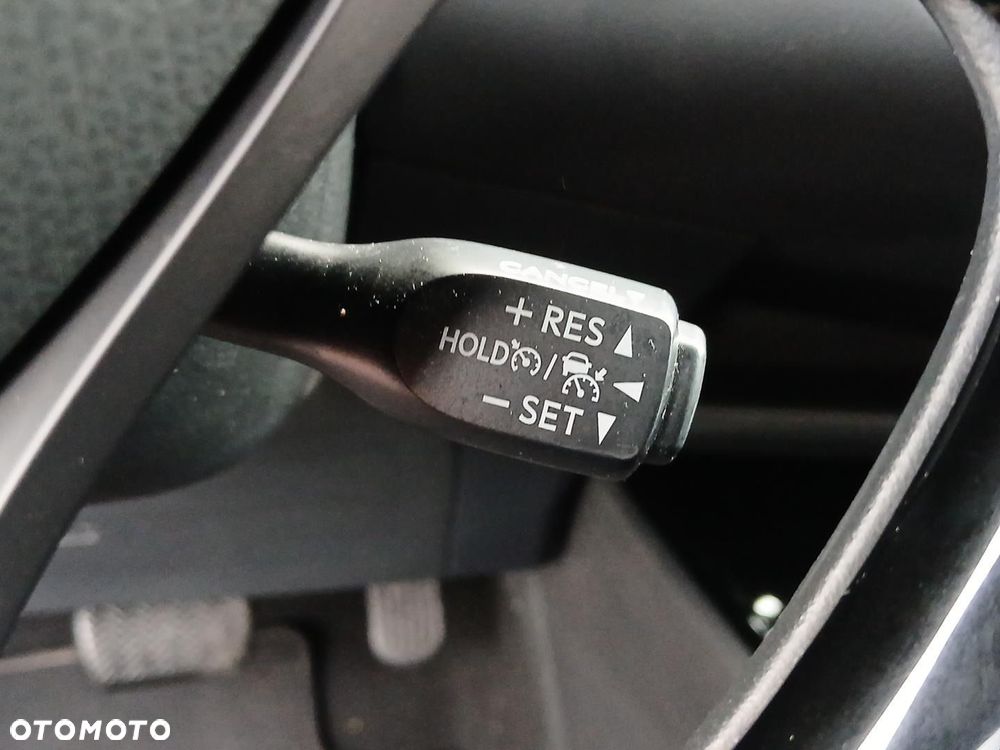 CANCEL
+ RES
HOLD /
- SET
OTOMOTO